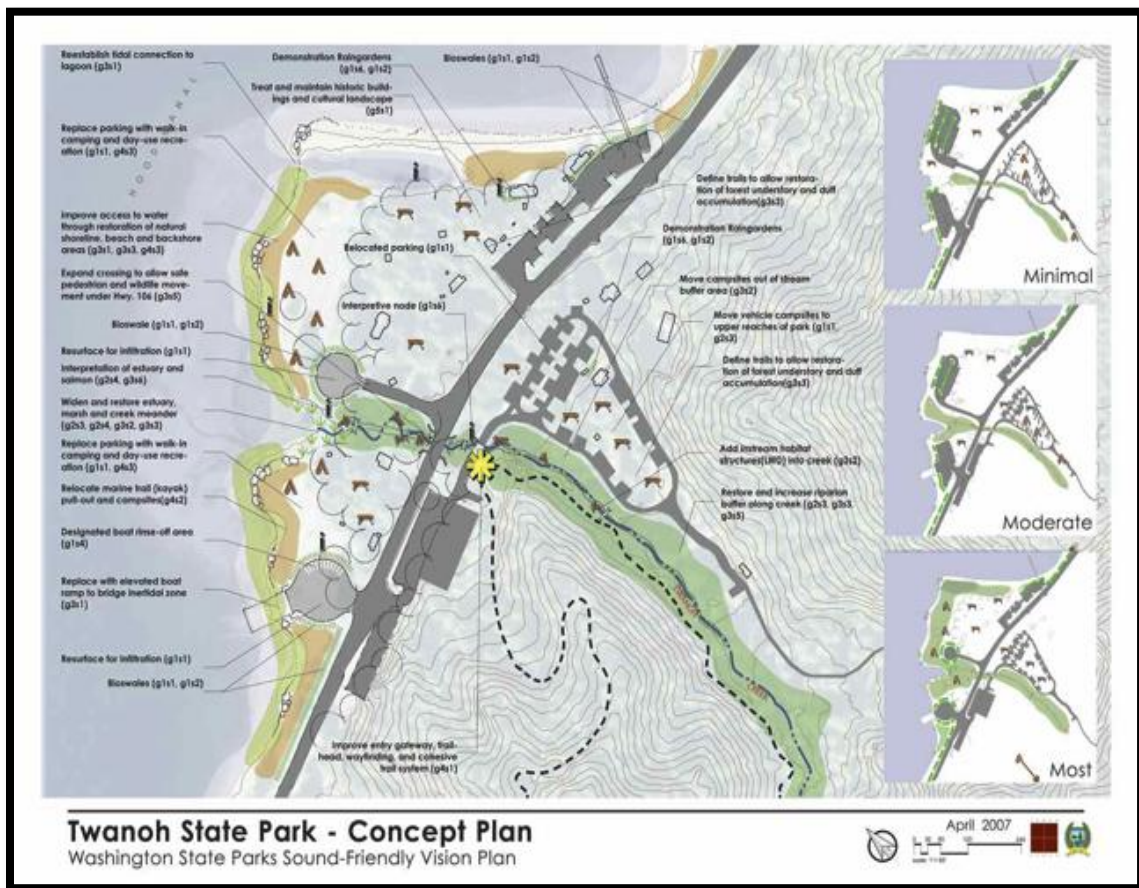 Reestablish tidal connection to
lagoon (g3s1)
Replace parking with walk-in
camping and day-use recre-
ation (g1s1, g4s3)
Improve access to water
through restoration of natural
shoreline, beach and backshore
areas (g3s1, g3s3, g4s3)
Expand crossing to allow safe
pedestrian and wildlife move-
ment under Hwy. 106 (g3s5)
Bioswale (g1s1, g1s2)
Resurface for infiltration (g1s1)
Interpretation of estuary and
salmon (g2s4, g3s6)
Widen and restore estuary,
marsh and creek meander
(g2s3, g2s4, g3s2, g3s3)
Replace parking with walk-in
camping and day-use recre-
ation (g1s1, g4s3)
Relocate marine trail (kayak)
pull-out and campsites(g4s2)
Designated boat rinse-off area
(g1s4)
Replace with elevated boat
ramp to bridge inertidal zone
(g3s1)
Resurface for infiltration (g1s1)
Bioswales (g1s1, g1s2)
HOOD CANAL
Demonstration Raingardens
(g1s6, g1s2)
Treat and maintain historic build-
ings and cultural landscape
(g5s1)
Bioswales (g1s1, g1s2)
Relocated parking (g1s1)
Interpretive node (g1s6)
Define trails to allow restora-
tion of forest understory and duff
accumulation(g3s3)
Demonstration Raingardens
(g1s6, g1s2)
Move campsites out of stream
buffer area (g3s2)
Move vehicle campsites to
upper reaches of park (g1s1,
g2s3)
Define trails to allow restora-
tion of forest understory and duff
accumulation(g3s3)
Add instream habitat
structures(LWD) into creek (g3s2)
Restore and increase riparian
buffer along creek (g2s3, g3s3,
g3s5)
Improve entry gateway, trail-
head, wayfinding, and cohesive
trail system (g4s1)
Minimal
Moderate
Most
Twanoh State Park - Concept Plan
Washington State Parks Sound-Friendly Vision Plan
April 2007